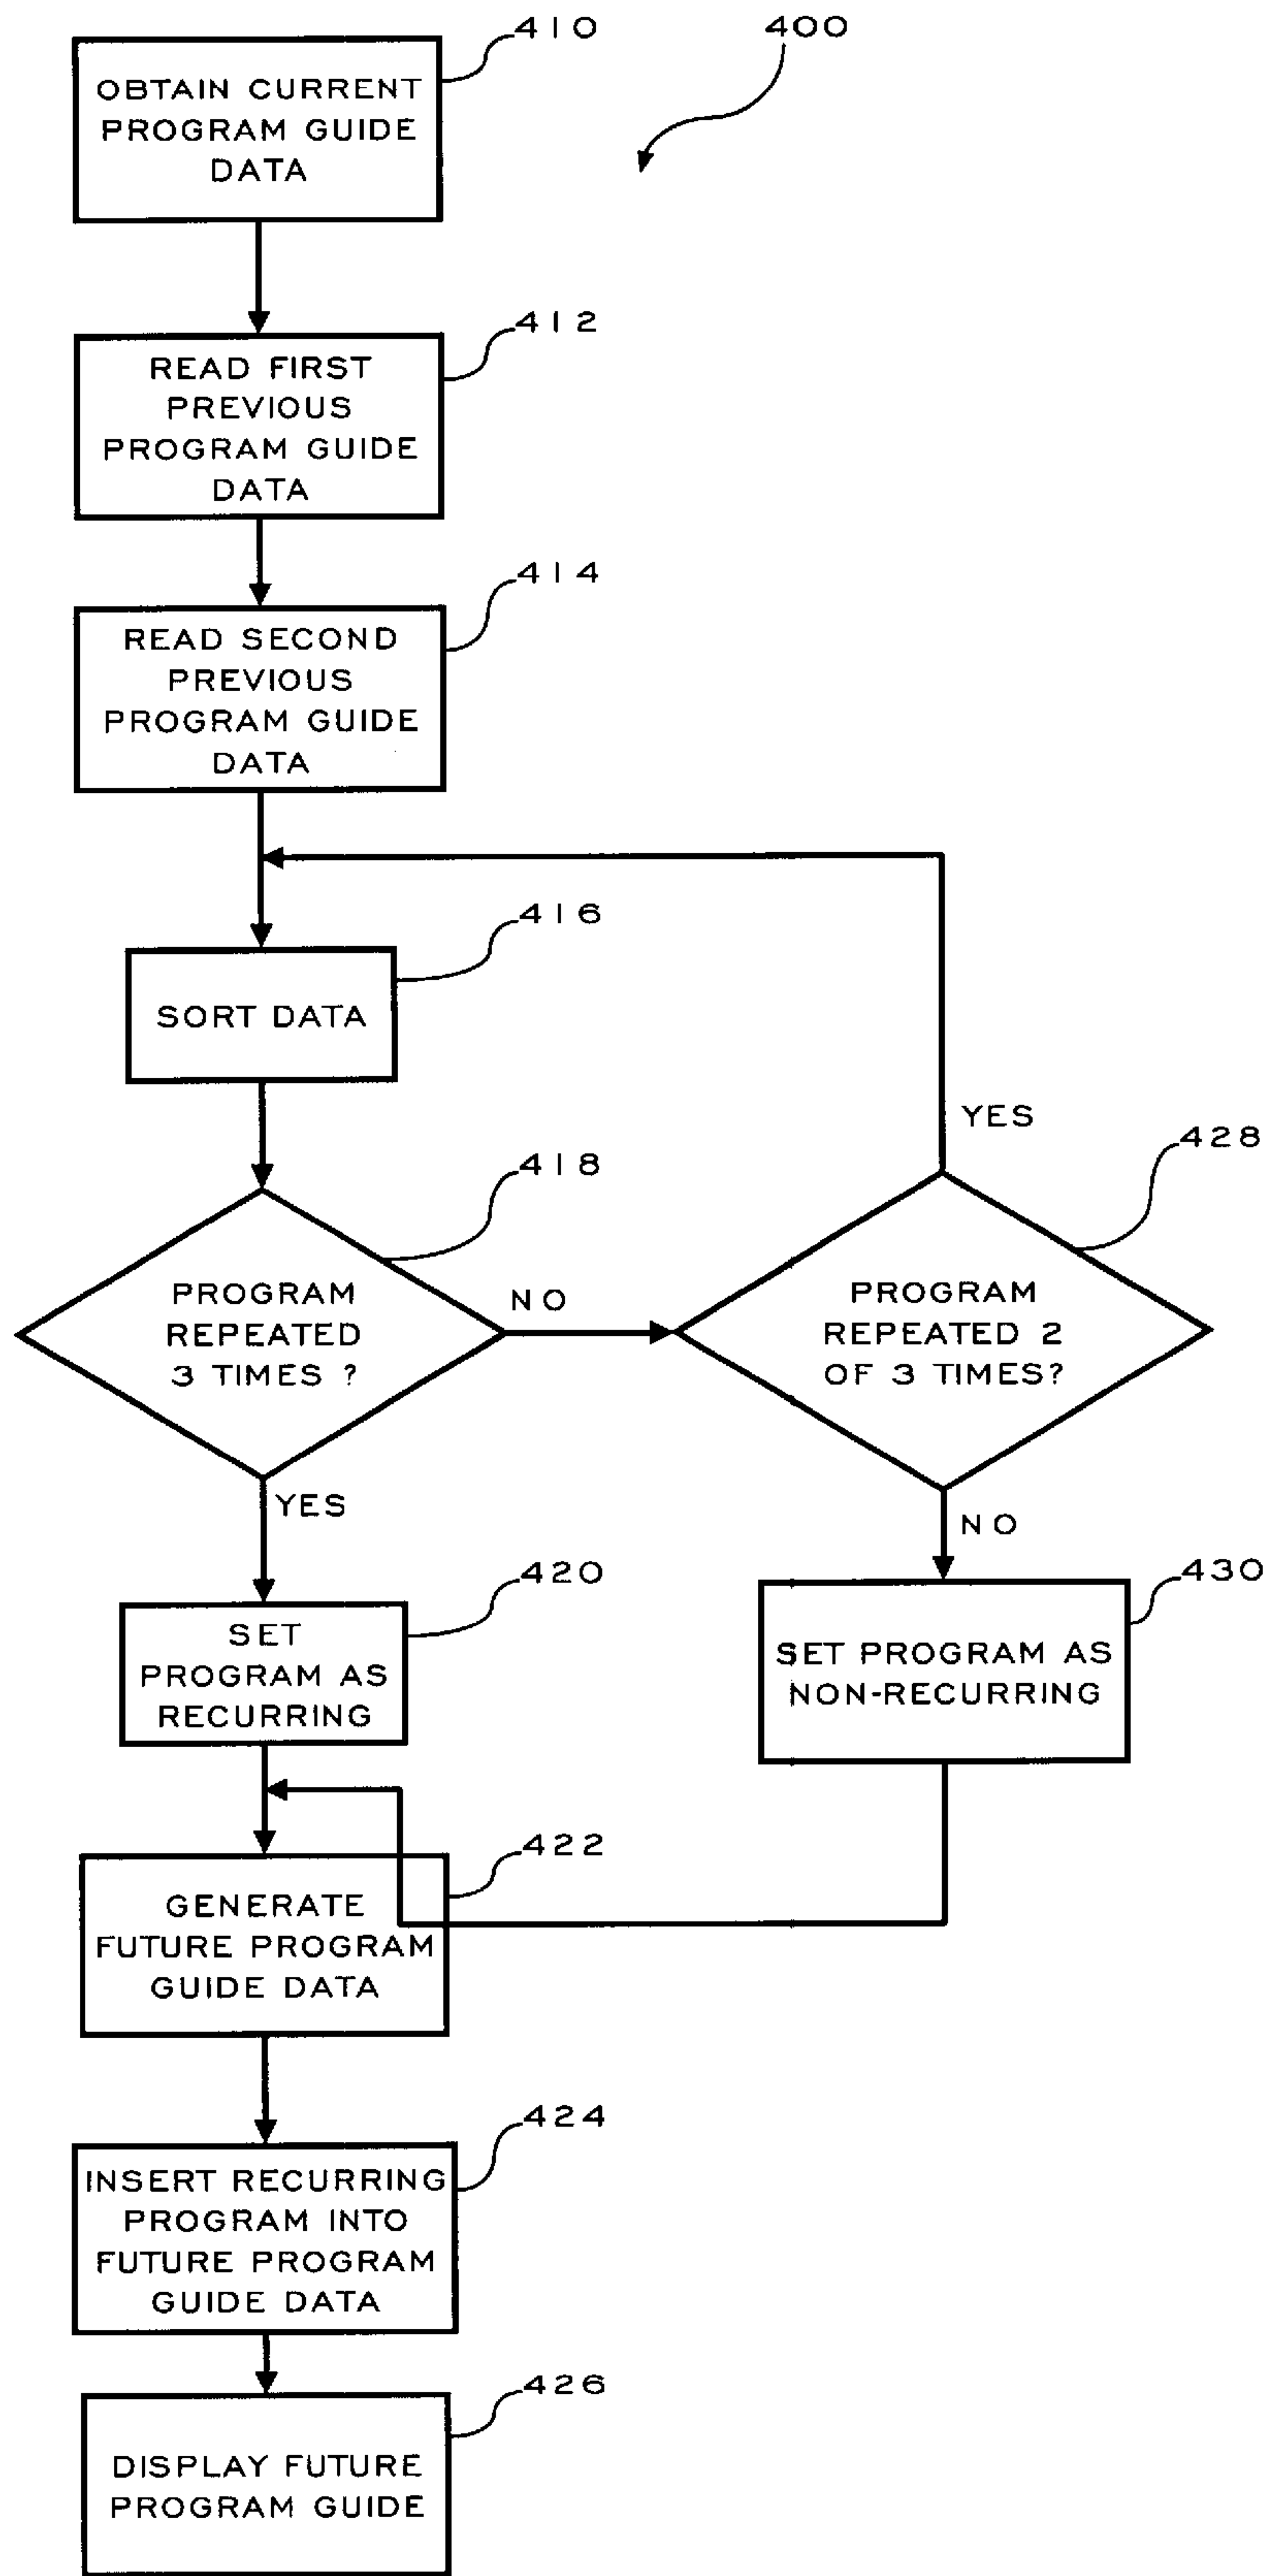 410
400
OBTAIN CURRENT
PROGRAM GUIDE
DATA
412
READ FIRST
PREVIOUS
PROGRAM GUIDE
DATA
414
READ SECOND
PREVIOUS
PROGRAM GUIDE
DATA
416
SORT DATA
YES
428
418
PROGRAM
REPEATED
3 TIMES ?
NO
PROGRAM
REPEATED 2
OF 3 TIMES?
YES
NO
420
SET
PROGRAM AS
RECURRING
430
SET PROGRAM AS
NON-RECURRING
422
GENERATE
FUTURE PROGRAM
GUIDE DATA
424
INSERT RECURRING
PROGRAM INTO
FUTURE PROGRAM
GUIDE DATA
426
DISPLAY FUTURE
PROGRAM GUIDE